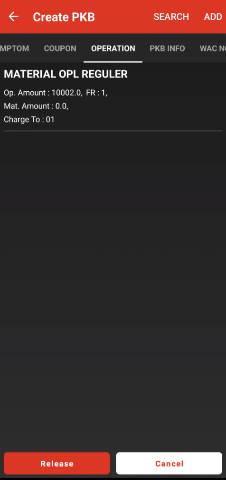 Create PKB SEARCH ADD
MPTOM COUPON OPERATION PKB INFO WAC N
MATERIAL OPL REGULER
Op. Amount : 10002.0, FR : 1,
Mat. Amount : 0.0,
Charge To : 01
Release Cancel